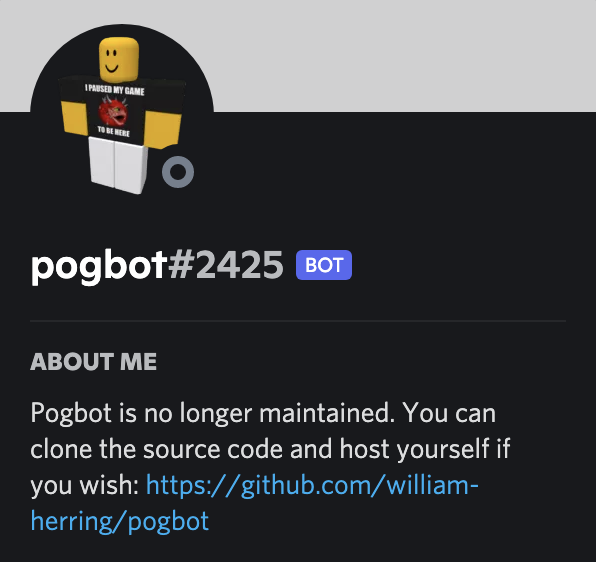 I PAUSED MY GAME
TO BE HERE
pogbot#2425 BOT
ABOUT ME
Pogbot is no longer maintained. You can
clone the source code and host yourself if
you wish: https://github.com/william-
herring/pogbot